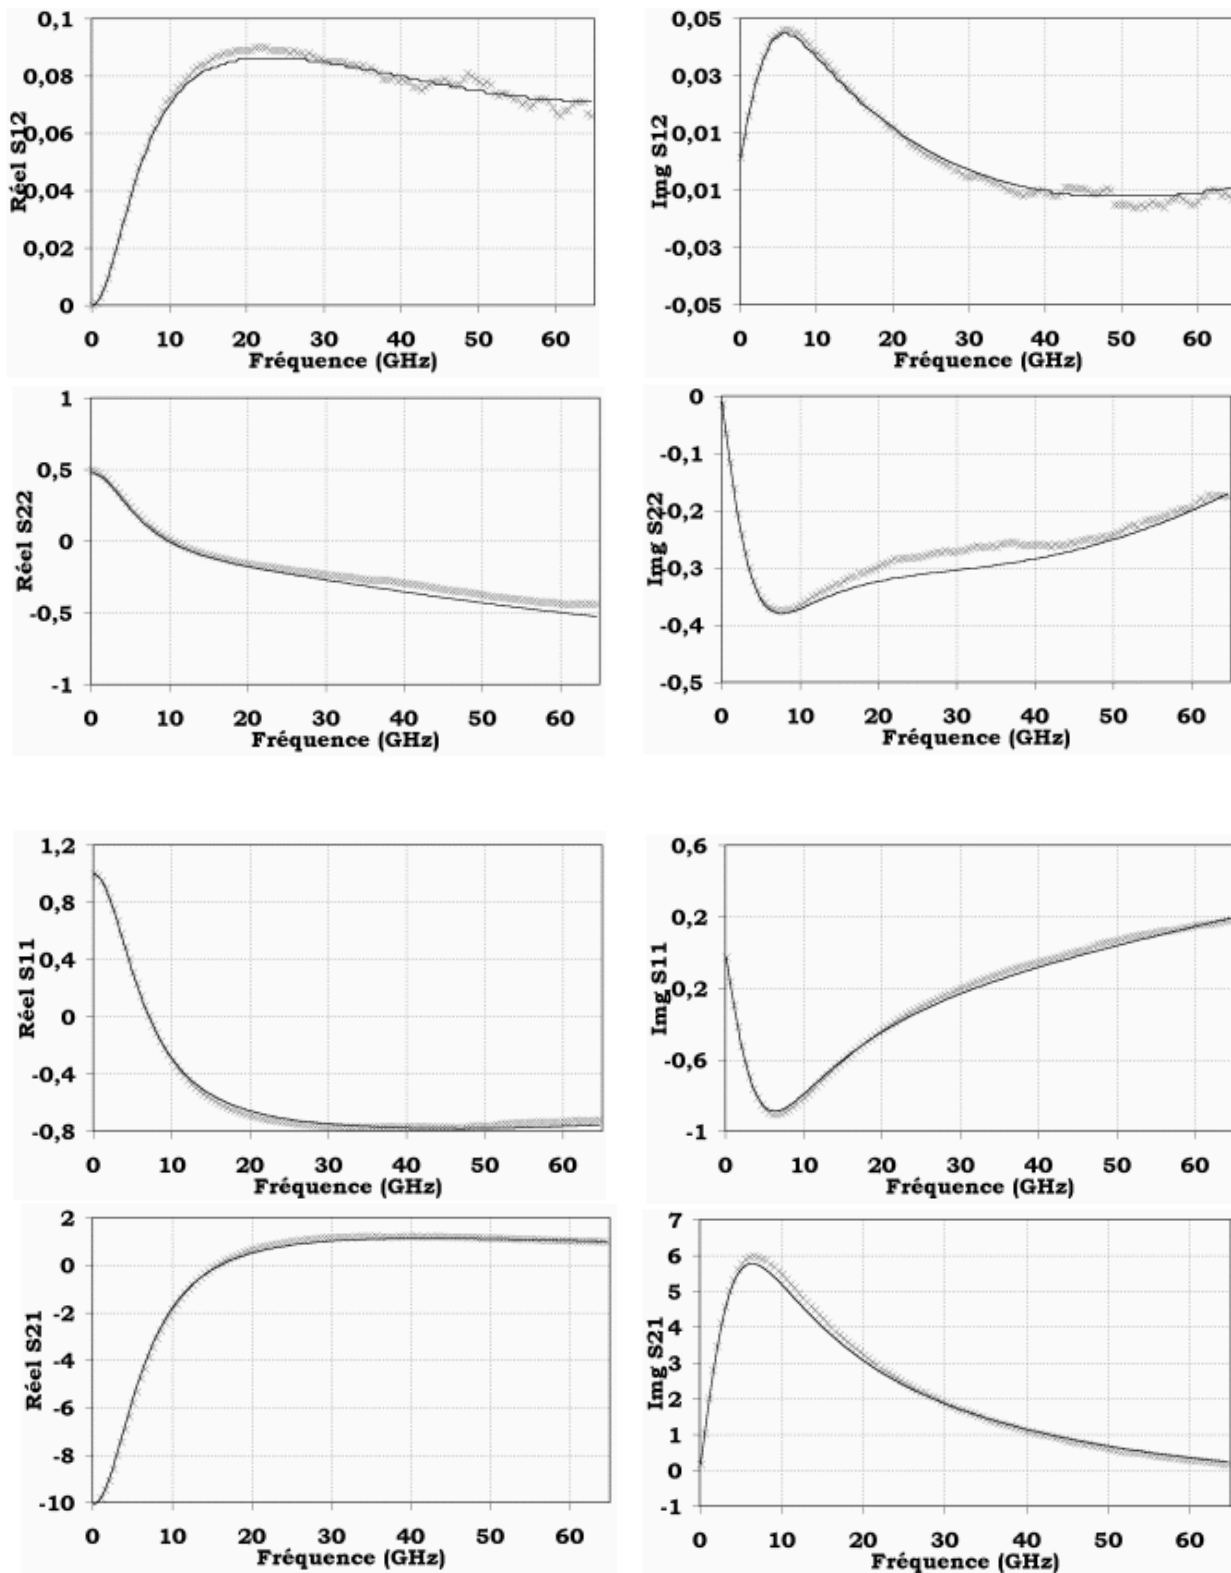 Réel S12
0,1
0,08
0,06
0,04
0,02
0
0 10 20 30 40 50 60
Fréquence (GHz)
Img S12
0,05
0,03
0,01
-0,01
-0,03
-0,05
0 10 20 30 40 50 60
Fréquence (GHz)
Réel S22
1
0,5
0
-0,5
-1
0 10 20 30 40 50 60
Fréquence (GHz)
Img S22
0
-0,1
-0,2
-0,3
-0,4
-0,5
0 10 20 30 40 50 60
Fréquence (GHz)
Réel S11
1,2
0,8
0,4
0
-0,4
-0,8
0 10 20 30 40 50 60
Fréquence (GHz)
Img S11
0,6
0,2
-0,2
-0,6
-1
0 10 20 30 40 50 60
Fréquence (GHz)
Réel S21
2
0
-2
-4
-6
-8
-10
0 10 20 30 40 50 60
Fréquence (GHz)
Img S21
7
6
5
4
3
2
1
0
-1
0 10 20 30 40 50 60
Fréquence (GHz)